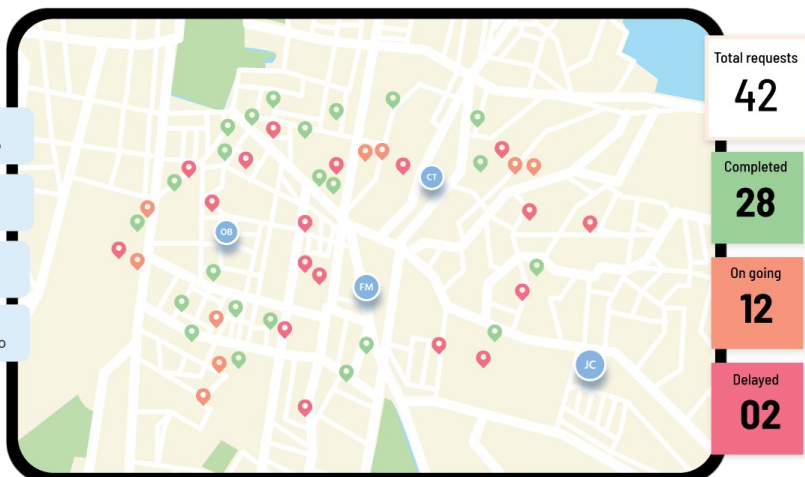 Total requests
42
CT
Completed
28
OB
On going
12
FM
JC
Delayed
02